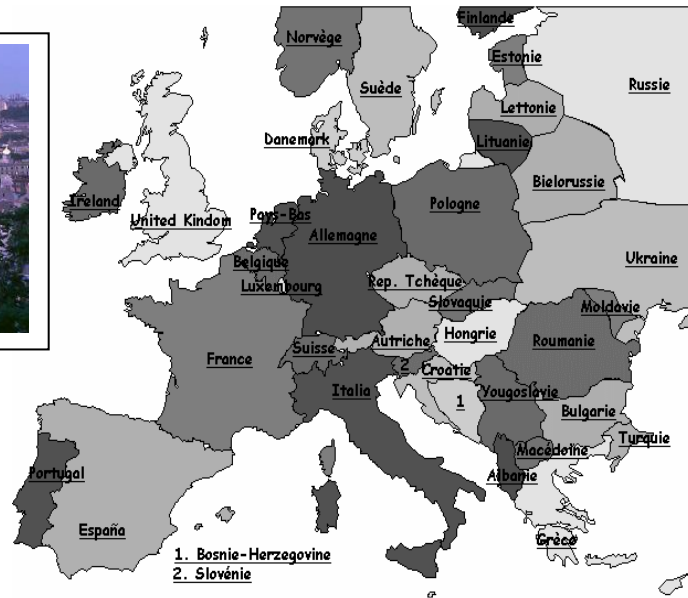 Finlande
Norvège
Estonie
Suède
Russie
Lettonie
Danemark
Lituanie
Bielorussie
Ireland
Pologne
Pays-Bas
United Kindom
Allemagne
Ukraine
Belgique
Rep. Tchèque
Luxembourg
Slovaquie
Moldavie
Hongrie
Autriche
Roumanie
Suisse
France
2
Croatie
Italia
Yougoslavie
1
Bulgarie
Turquie
Macédoine
Portugal
Albanie
España
Grèce
1. Bosnie-Herzegovine
2. Slovénie